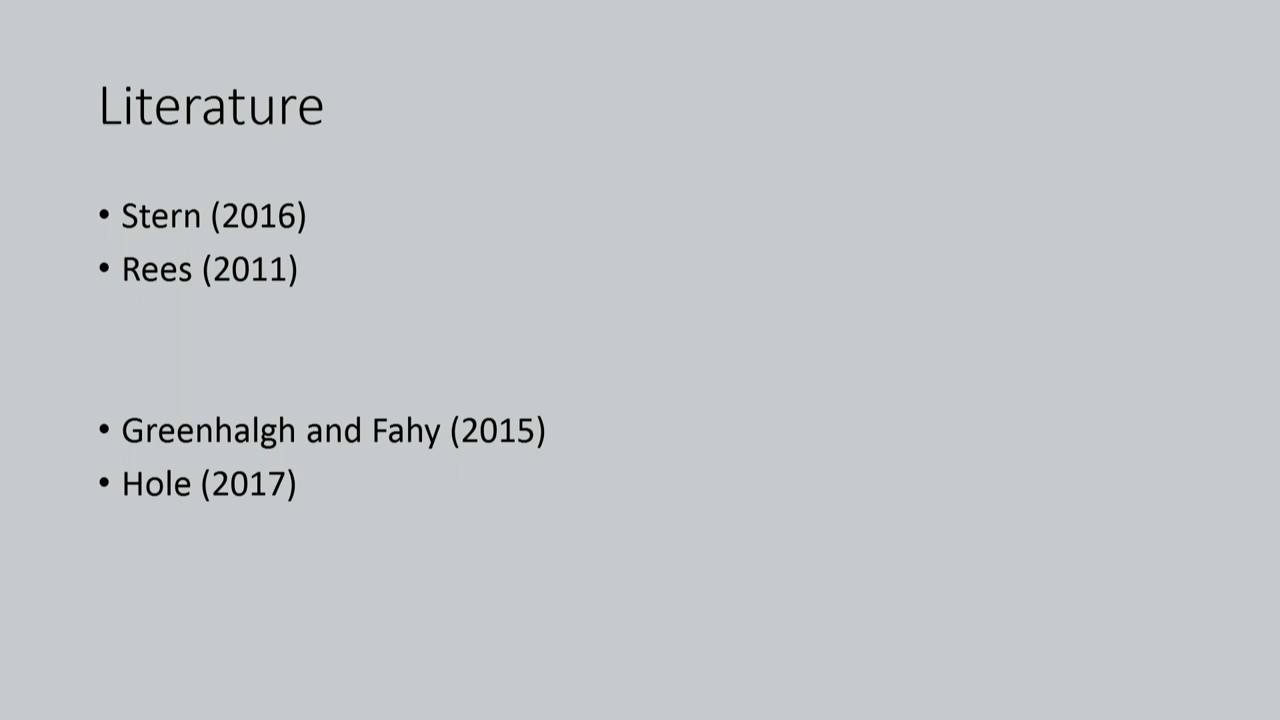 Literature
• Stern (2016)
• Rees (2011)
• Greenhalgh and Fahy (2015)
• Hole (2017)